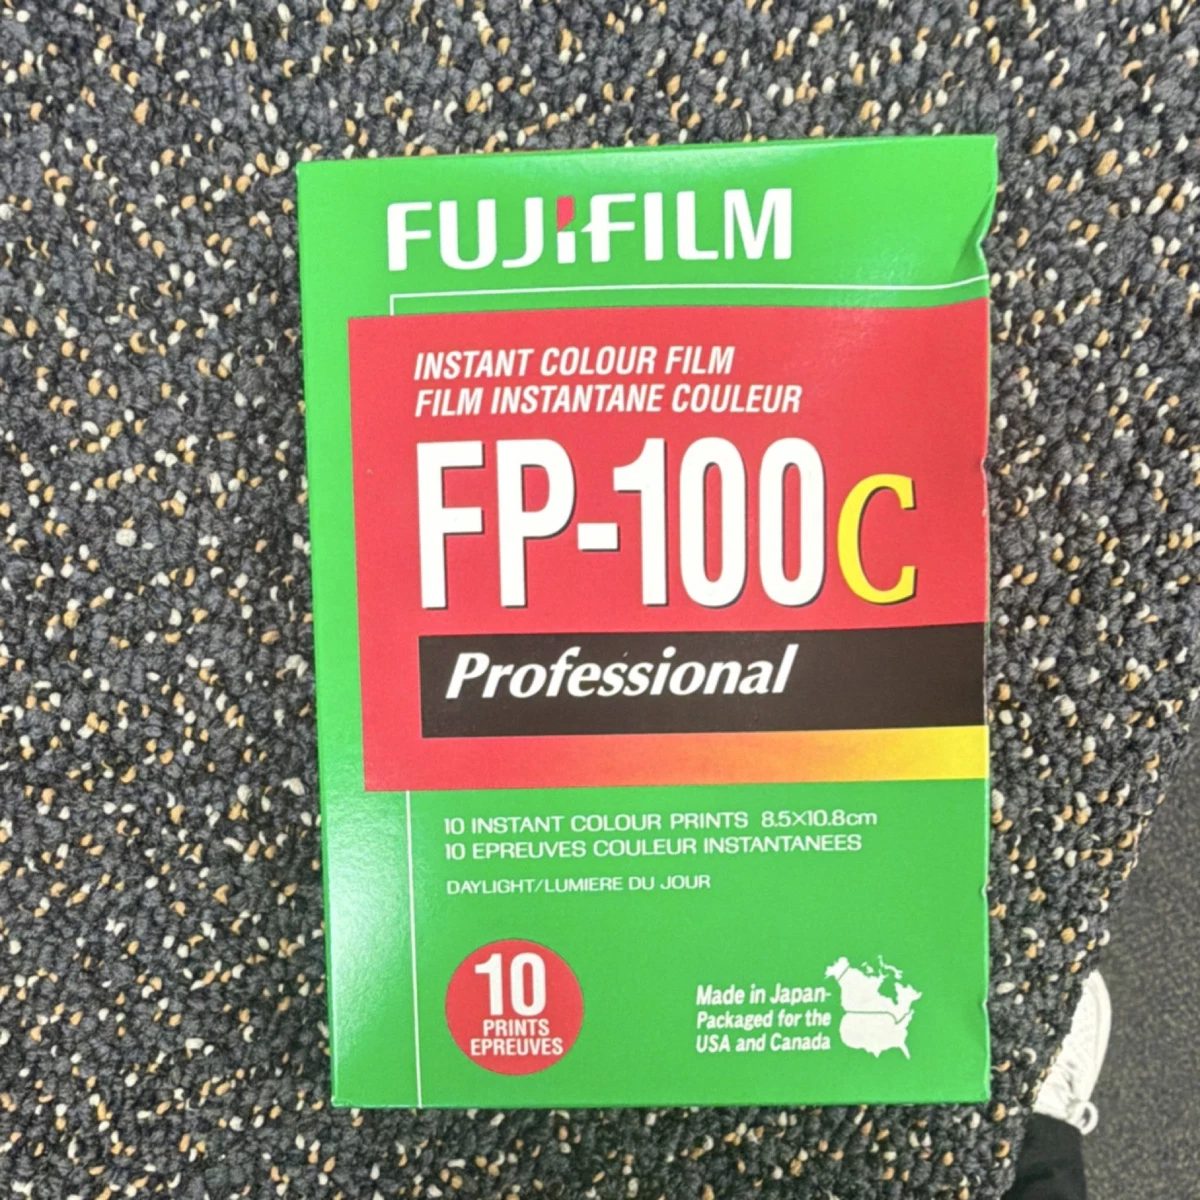 FUJIFILM
INSTANT COLOUR FILM
FILM INSTANTANE COULEUR
FP-100C
Professional
10 INSTANT COLOUR PRINTS 8.5×10.8cm
10 EPREUVES COULEUR INSTANTANEES
DAYLIGHT/LUMIERE DU JOUR
10
PRINTS
EPREUVES
Made in Japan-
Packaged for the
USA and Canada